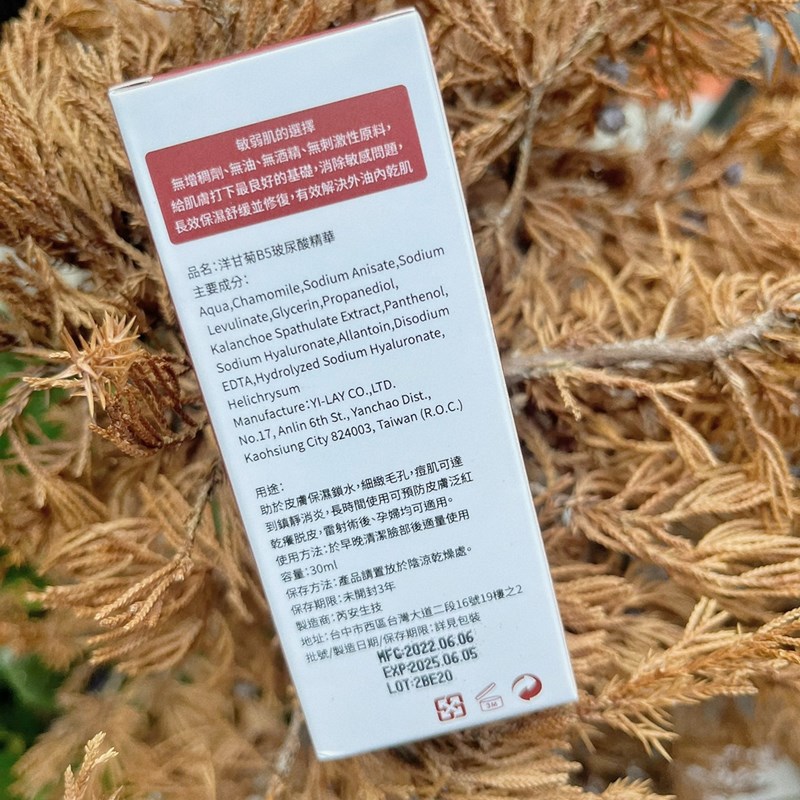 敏弱肌的選擇
無增稠劑、無油、無酒精、無刺激性原料，
給肌膚打下最良好的基礎，消除敏感問題，
長效保濕舒缓並修復，有效解決外油內乾肌
品名：洋甘菊B5玻尿酸精華
主要成分：
Aqua,Chamomile,Sodium Anisate,Sodium
Levulinate,Glycerin,Propanediol,
Kalanchoe Spathulate Extract,Panthenol,
Sodium Hyaluronate,Allantoin,Disodium
EDTA,Hydrolyzed Sodium Hyaluronate,
Helichrysum
Manufacture:YI-LAY CO.,LTD.
No.17, Anlin 6th St., Yanchao Dist.,
Kaohsiung City 824003, Taiwan (R.O.C.)
用途：
助於皮膚保濕鎖水，細緻毛孔，痘肌可達
到鎮靜消炎，長時間使用可預防皮膚泛紅
乾癢脫皮，雷射術後、孕婦均可適用。
使用方法：於早晚清潔臉部後適量使用
容量：30ml
保存方法：產品請置放於陰涼乾燥處。
保存期限：未開封3年
製造商：芮安生技
地址：台中市西區台灣大道二段16號19樓之2
批號/製造日期/保存期限：詳見包裝
MFG:2022.06.06
EXP:2025.06.05
LOT:2BE20